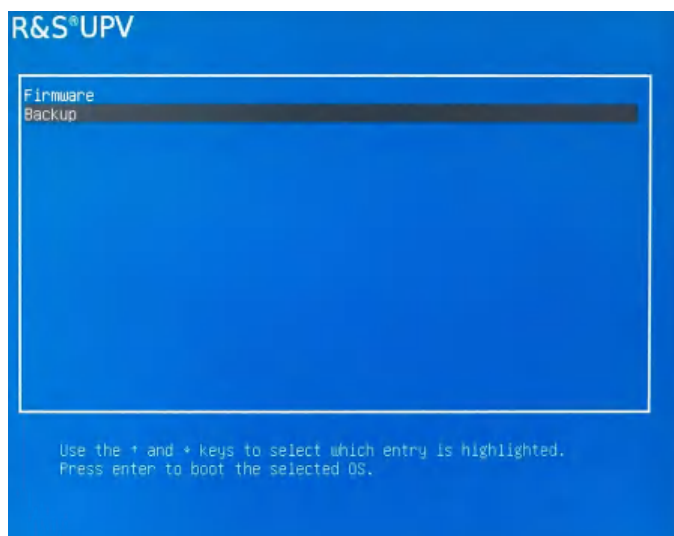 R&S®UPV
Firmware
Backup
Use the ↑ and ↓ keys to select which entry is highlighted.
Press enter to boot the selected OS.